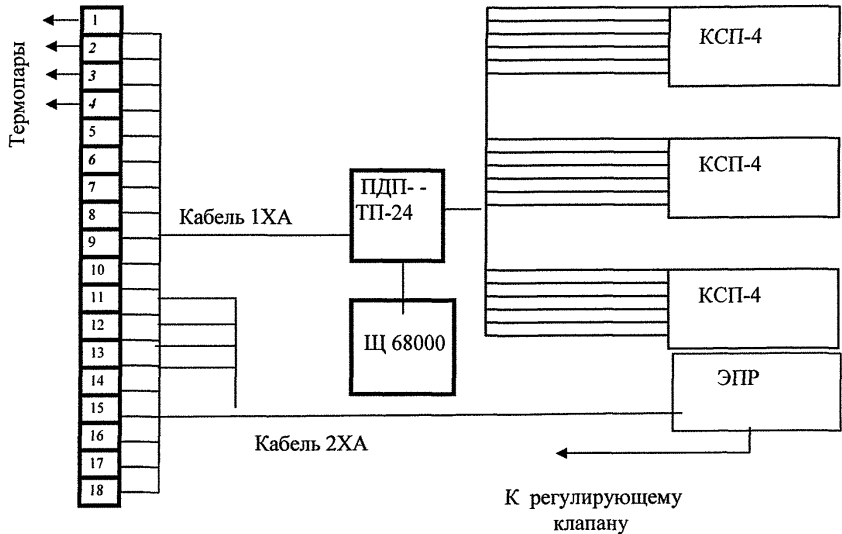 Термопары
1
2
3
4
5
6
7
8
9
10
11
12
13
14
15
16
17
18
Кабель 1ХА
ПДП- -
ТП-24
Щ 68000
КСП-4
КСП-4
КСП-4
ЭПР
Кабель 2ХА
К регулирующему
клапану